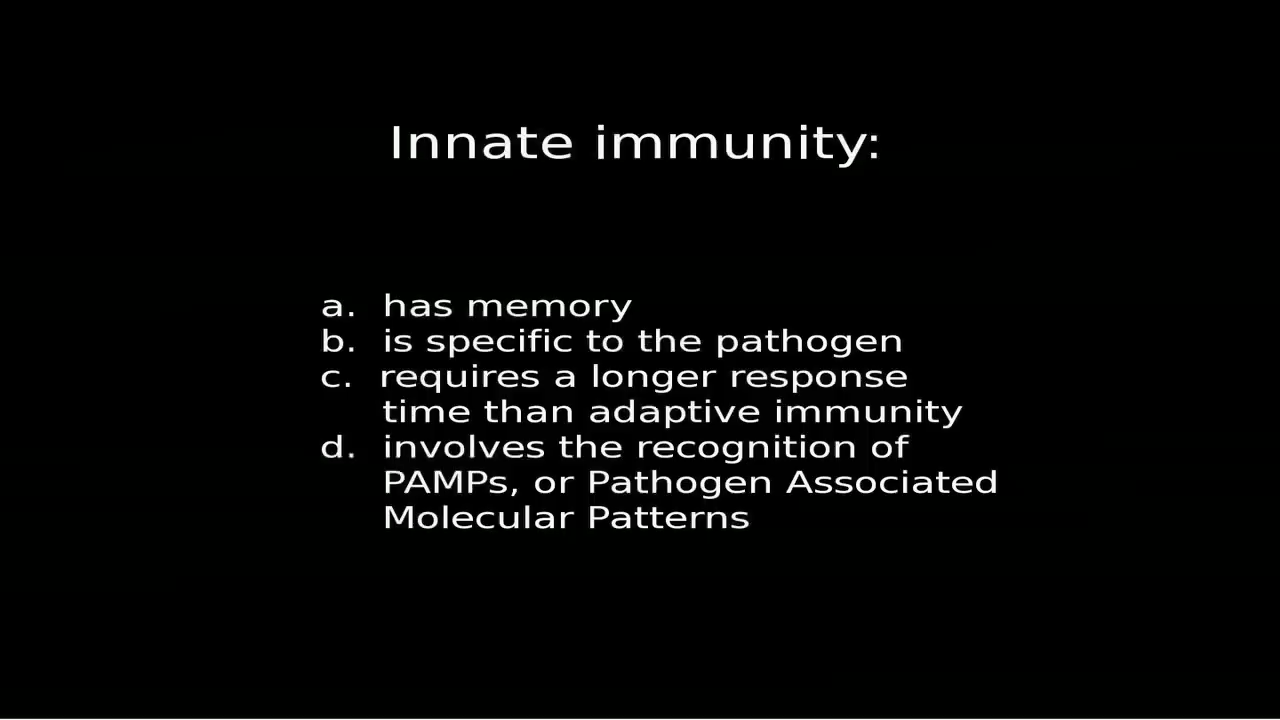 Innate immunity:
a. has memory
b. is specific to the pathogen
c. requires a longer response
time than adaptive immunity
d. involves the recognition of
PAMPs, or Pathogen Associated
Molecular Patterns